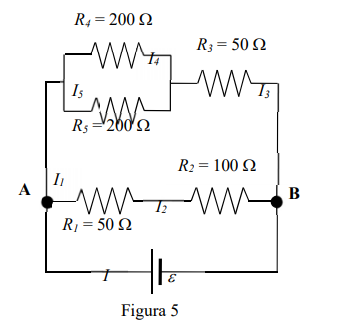 R4 = 200 Ω
R3 = 50 Ω
I4
I5
I3
R5 = 200 Ω
R2 = 100 Ω
I1
A
B
I2
R1 = 50 Ω
I
ε
Figura 5